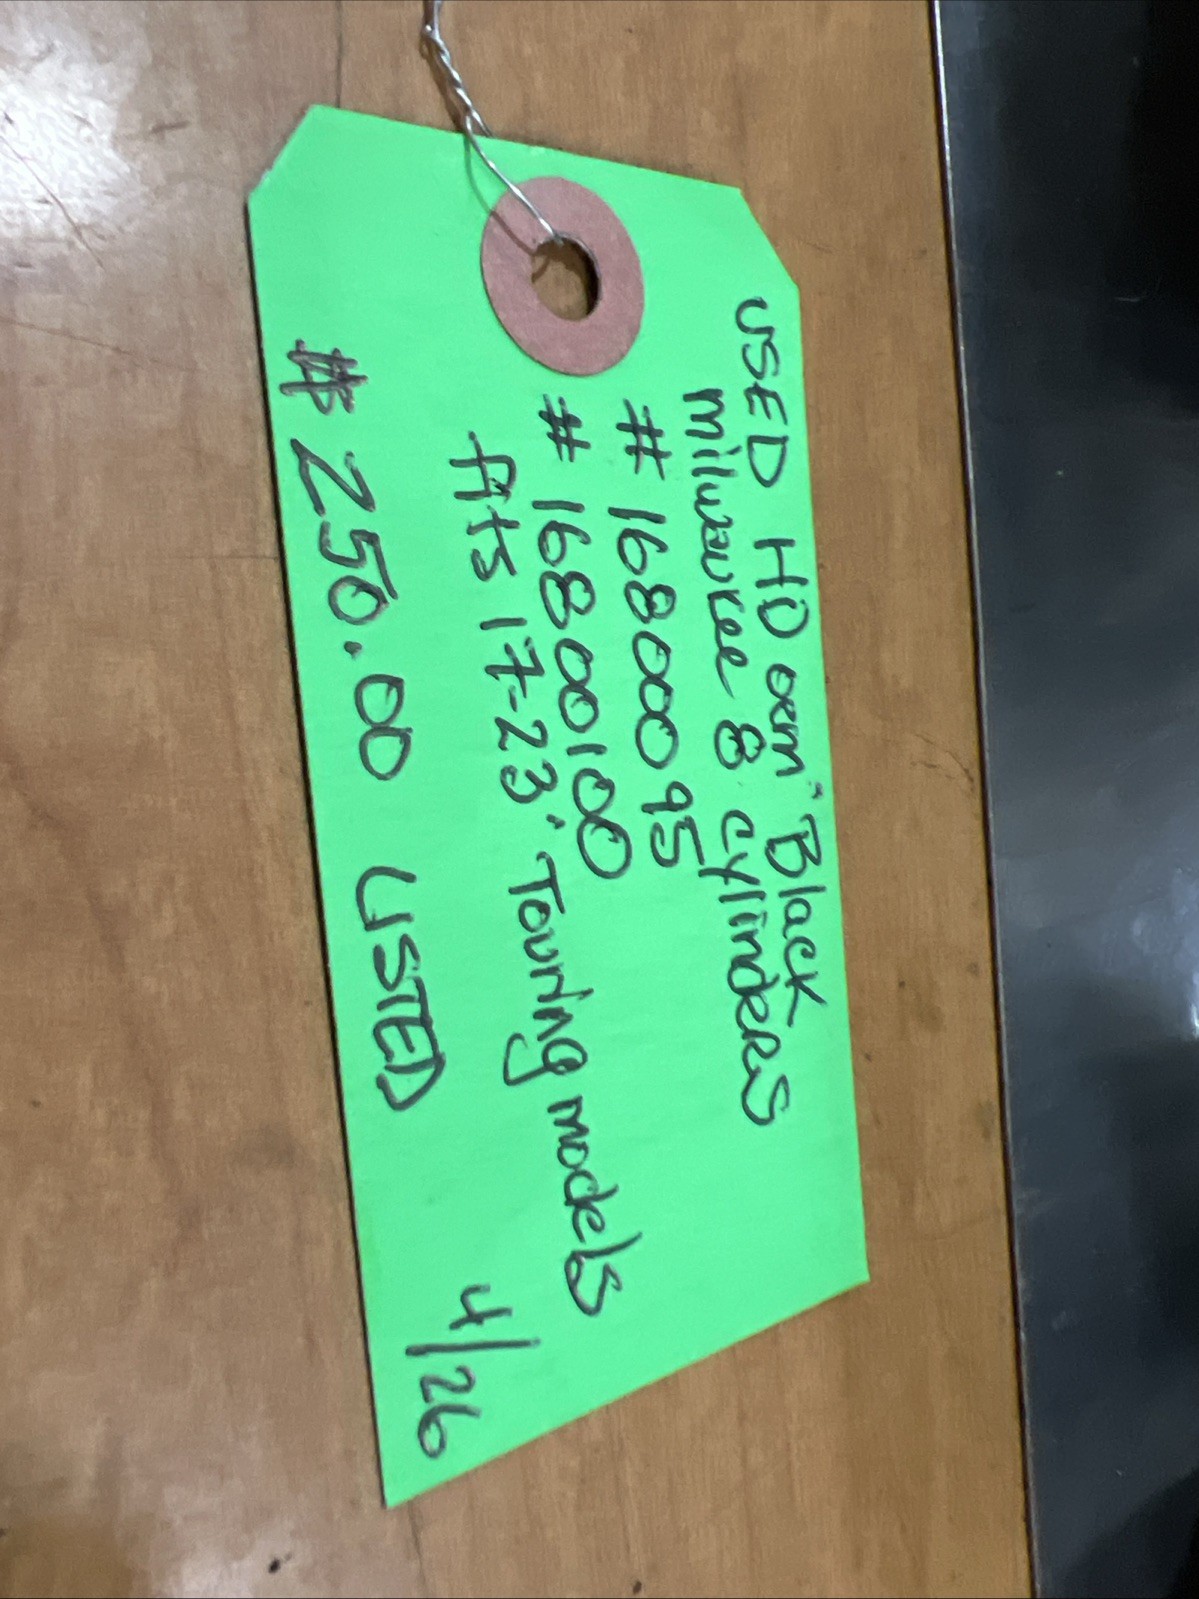 USED HD oem "Black
milwaukee 8 cylinders
# 16800095
# 16800100
fits 17-23' Touring models
$ 250.00 LISTED
4/26